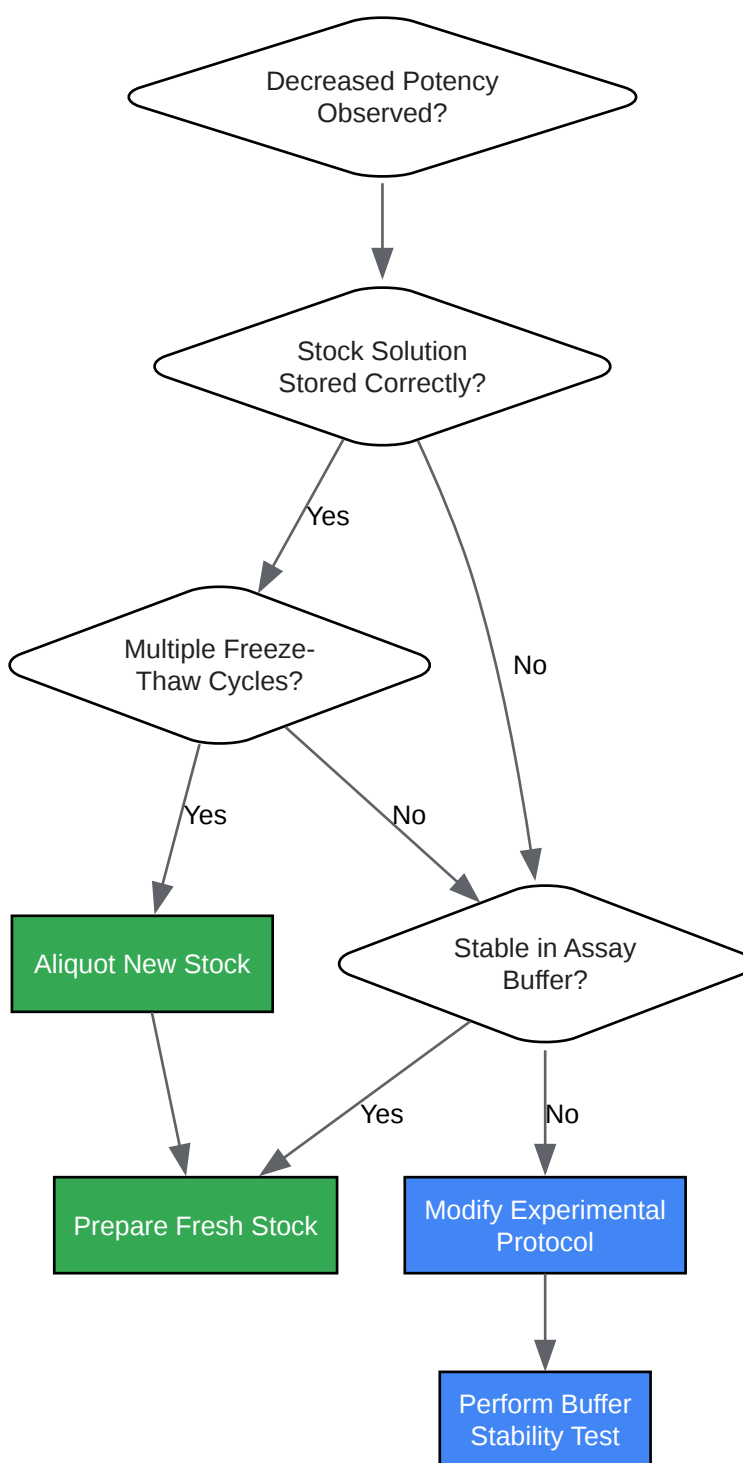 Decreased Potency
Observed?
Stock Solution
Stored Correctly?
Yes
No
Multiple Freeze-
Thaw Cycles?
Yes
No
Aliquot New Stock
Stable in Assay
Buffer?
Yes
No
Prepare Fresh Stock
Modify Experimental
Protocol
Perform Buffer
Stability Test